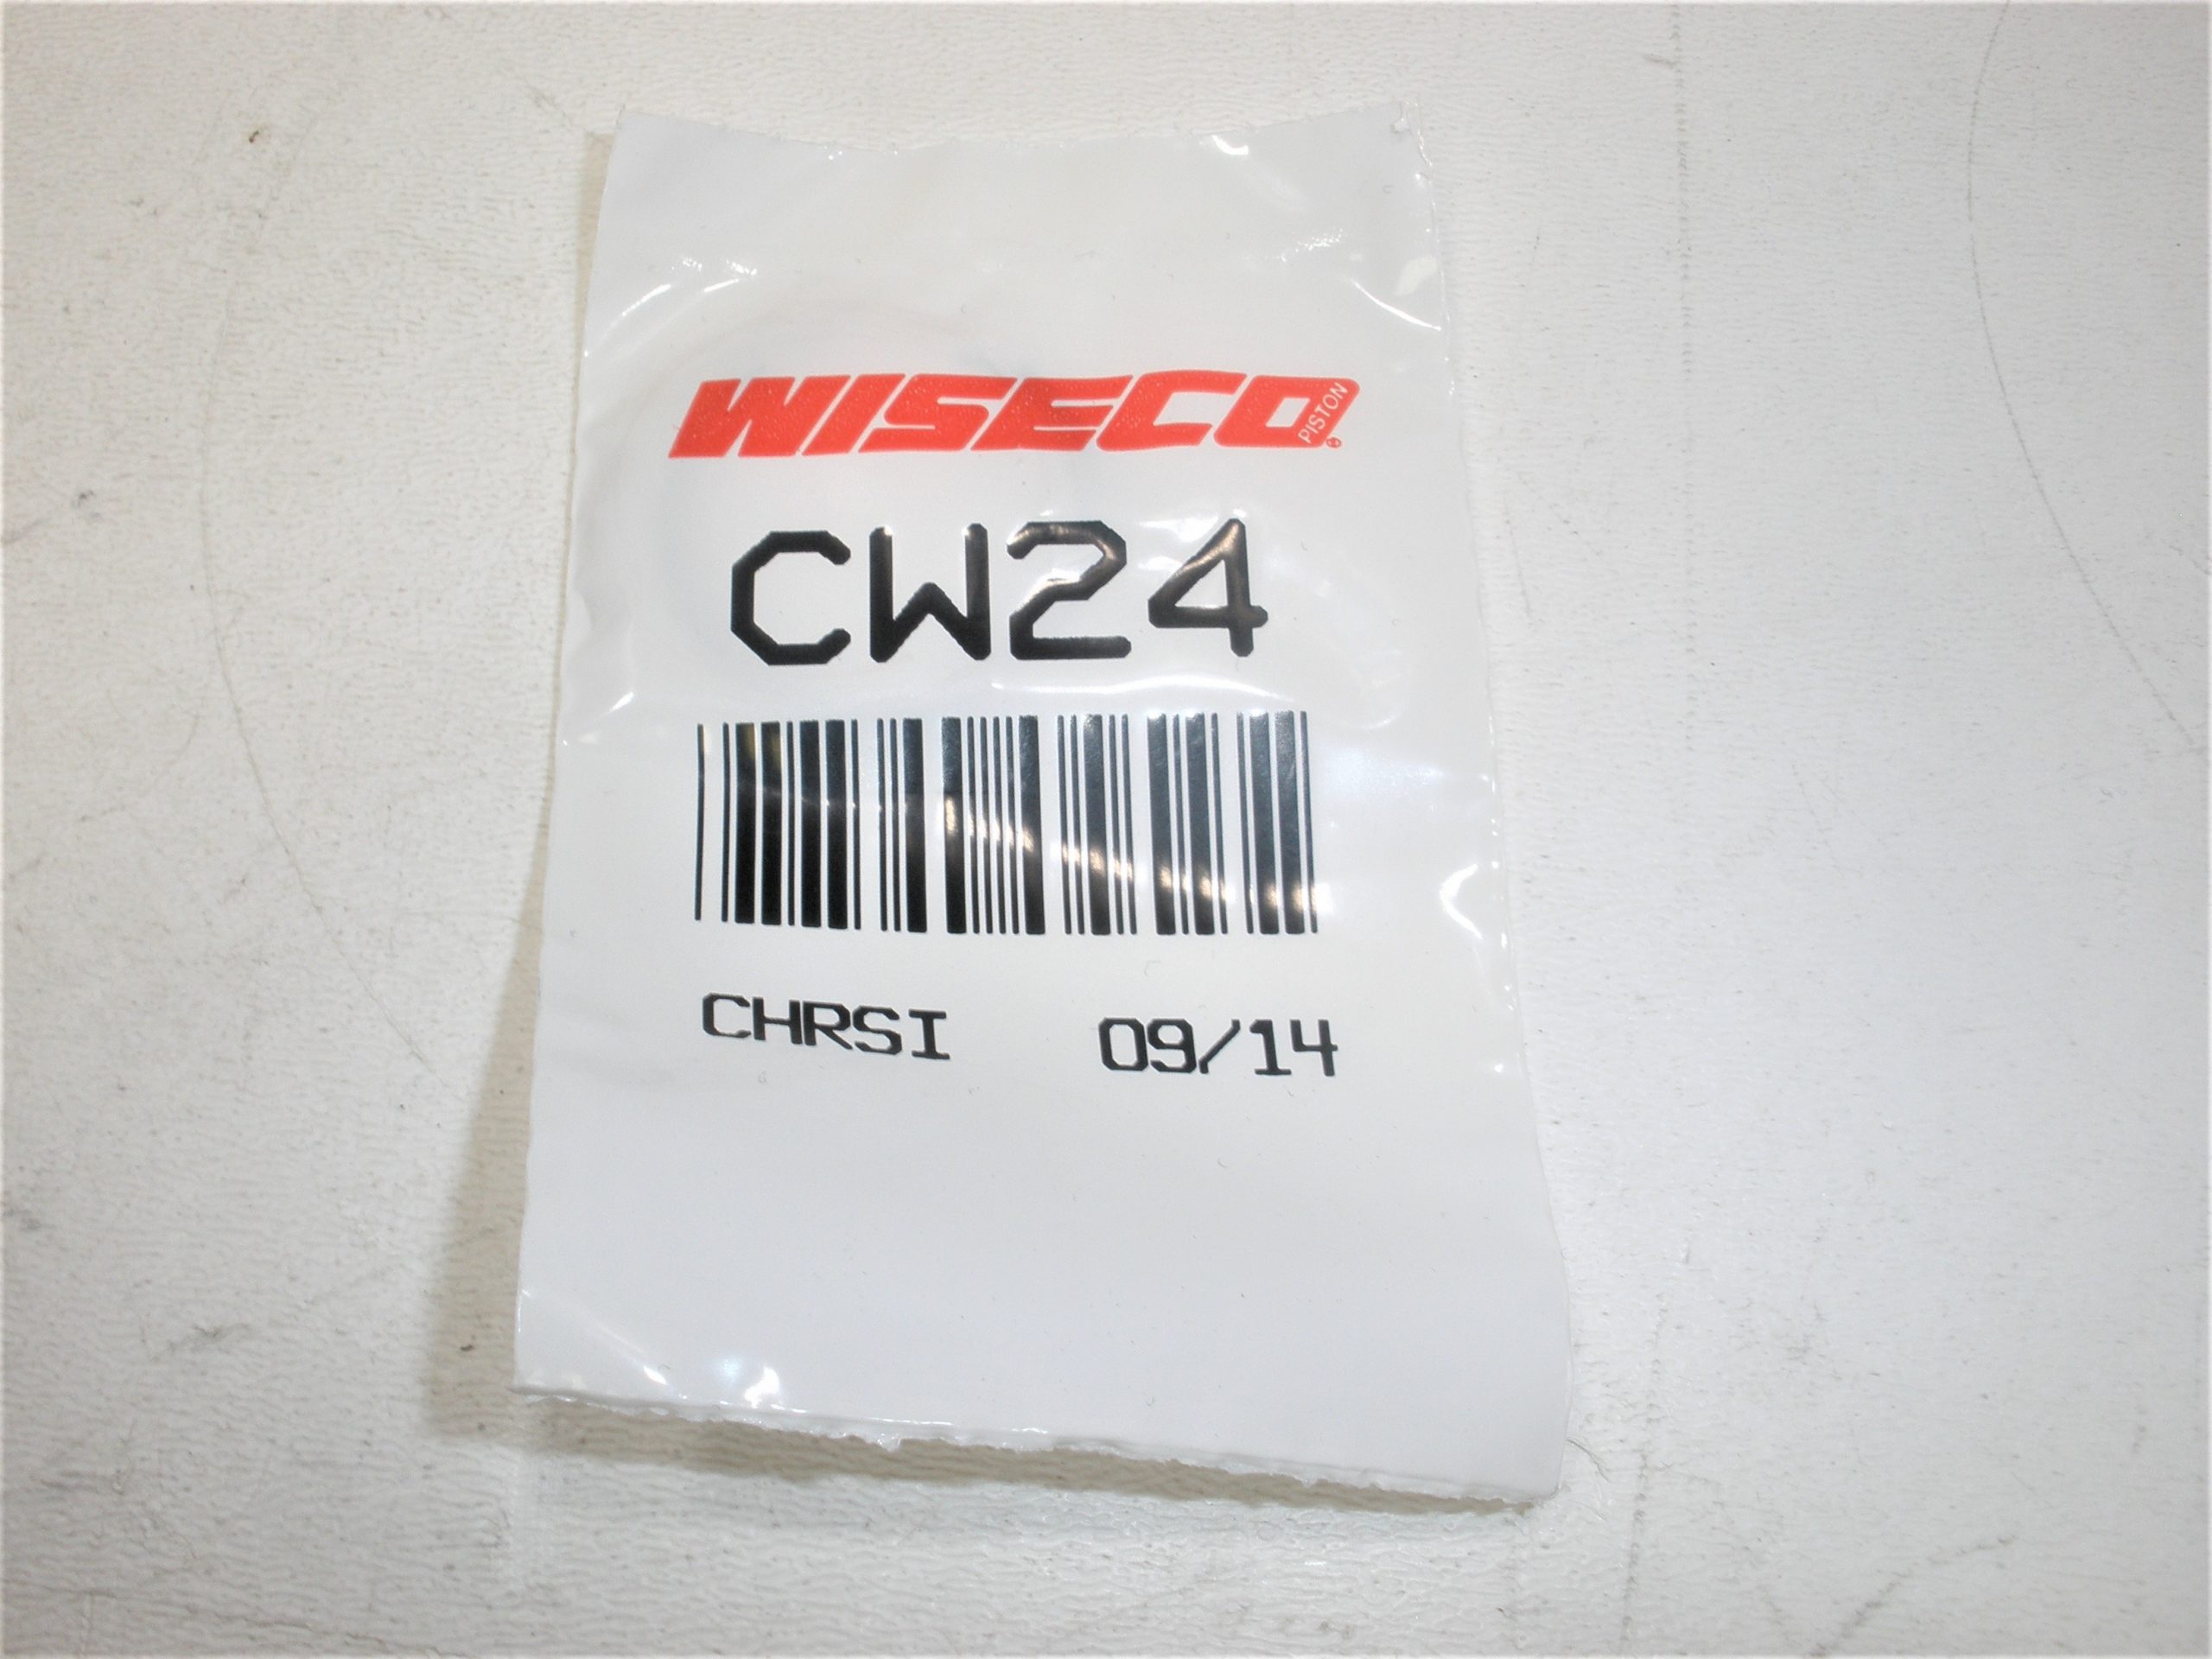 WISECO PISTON
CW24
CHRSI 09/14